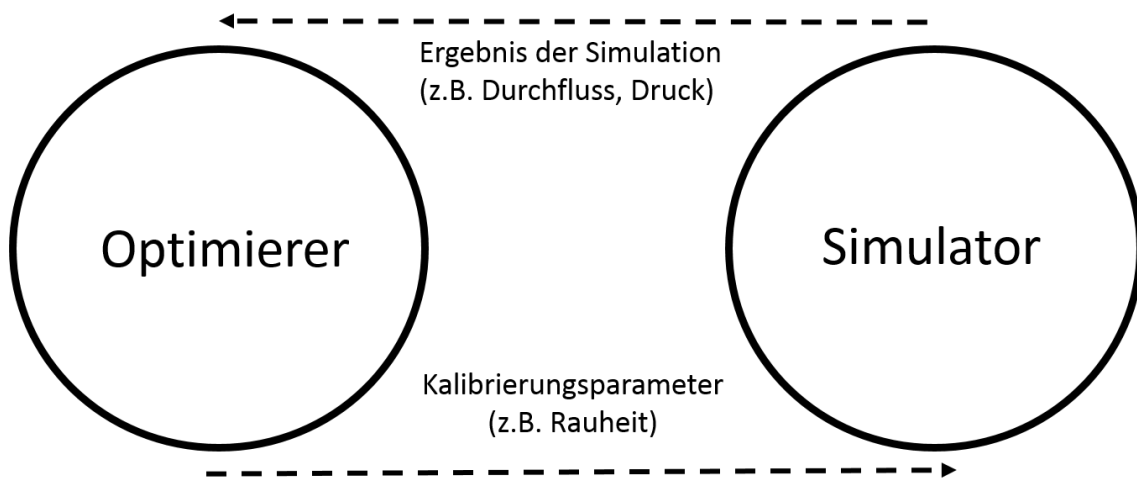 Ergebnis der Simulation
(z.B. Durchfluss, Druck)
Optimierer
Simulator
Kalibrierungsparameter
(z.B. Rauheit)